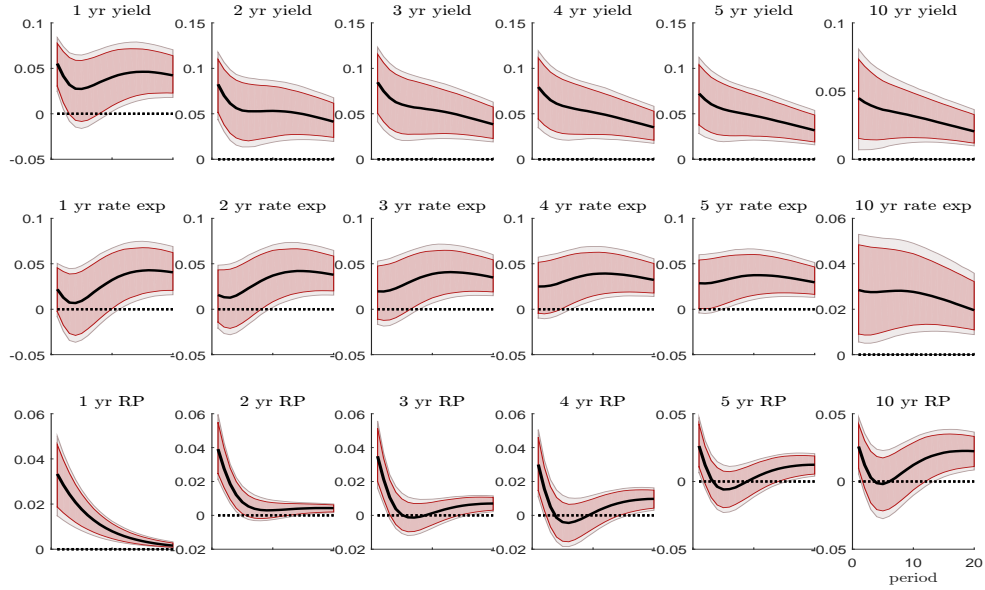 1 yr yield 2 yr yield 3 yr yield 4 yr yield 5 yr yield 10 yr yield
0.1 0.15 0.15 0.15 0.15 0.1
0.05 0.1 0.1 0.1 0.1 0.05
0 0.05 0.05 0.05 0.05
-0.05 0 0 0 0 0
1 yr rate exp 2 yr rate exp 3 yr rate exp 4 yr rate exp 5 yr rate exp 10 yr rate exp
0.1 0.1 0.1 0.1 0.1 0.06
0.05 0.05 0.05 0.05 0.05 0.04
0 0 0 0 0 0.02
-0.05 -0.05 -0.05 -0.05 -0.05 0
1 yr RP 2 yr RP 3 yr RP 4 yr RP 5 yr RP 10 yr RP
0.06 0.06 0.06 0.06 0.05 0.05
0.04 0.04 0.04 0.04
0.02 0.02 0.02 0.02 0 0
0 0 0
0 -0.02 -0.02 -0.02 -0.05 -0.05
0 10 20
period